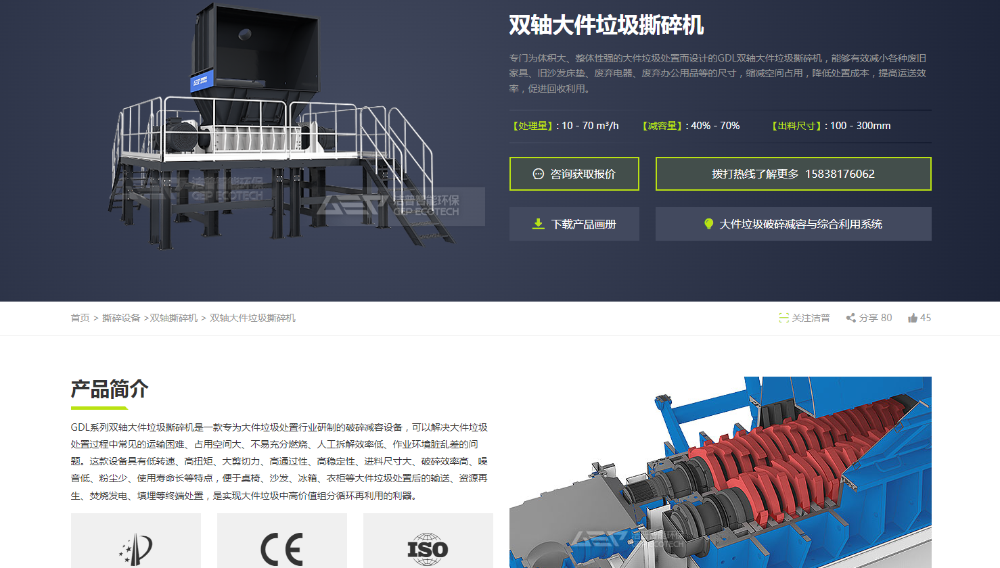 双轴大件垃圾撕碎机
专门为体积大、整体性强的大件垃圾处置而设计的GDL双轴大件垃圾撕碎机，能够有效减小各种废旧
家具、旧沙发床垫、废弃电器、废弃办公用品等的尺寸，缩减空间占用，降低处置成本，提高运送效
率，促进回收利用。
【处理量】: 10 - 70 m³/h 【减容量】: 40% - 70% 【出料尺寸】: 100 - 300mm
咨询获取报价 拨打热线了解更多 15838176062
下载产品画册 大件垃圾破碎减容与综合利用系统
洁普智能环保
GEP ECOTECH
GEP 洁普智能环保
GEP ECOTECH
首页 > 撕碎设备 >双轴撕碎机 > 双轴大件垃圾撕碎机 关注洁普 分享 80 45
产品简介
GDL系列双轴大件垃圾撕碎机是一款专为大件垃圾处置行业研制的破碎减容设备，可以解决大件垃圾
处置过程中常见的运输困难、占用空间大、不易充分燃烧、人工拆解效率低、作业环境脏乱差的问
题。这款设备具有低转速、高扭矩、大剪切力、高通过性、高稳定性、进料尺寸大、破碎效率高、噪
音低、粉尘少、使用寿命长等特点，便于桌椅、沙发、冰箱、衣柜等大件垃圾处置后的输送、资源再
生、焚烧发电、填埋等终端处置，是实现大件垃圾中高价值组分循环再利用的利器。
CE ISO
GEP 洁普智能环保
GEP ECOTECH